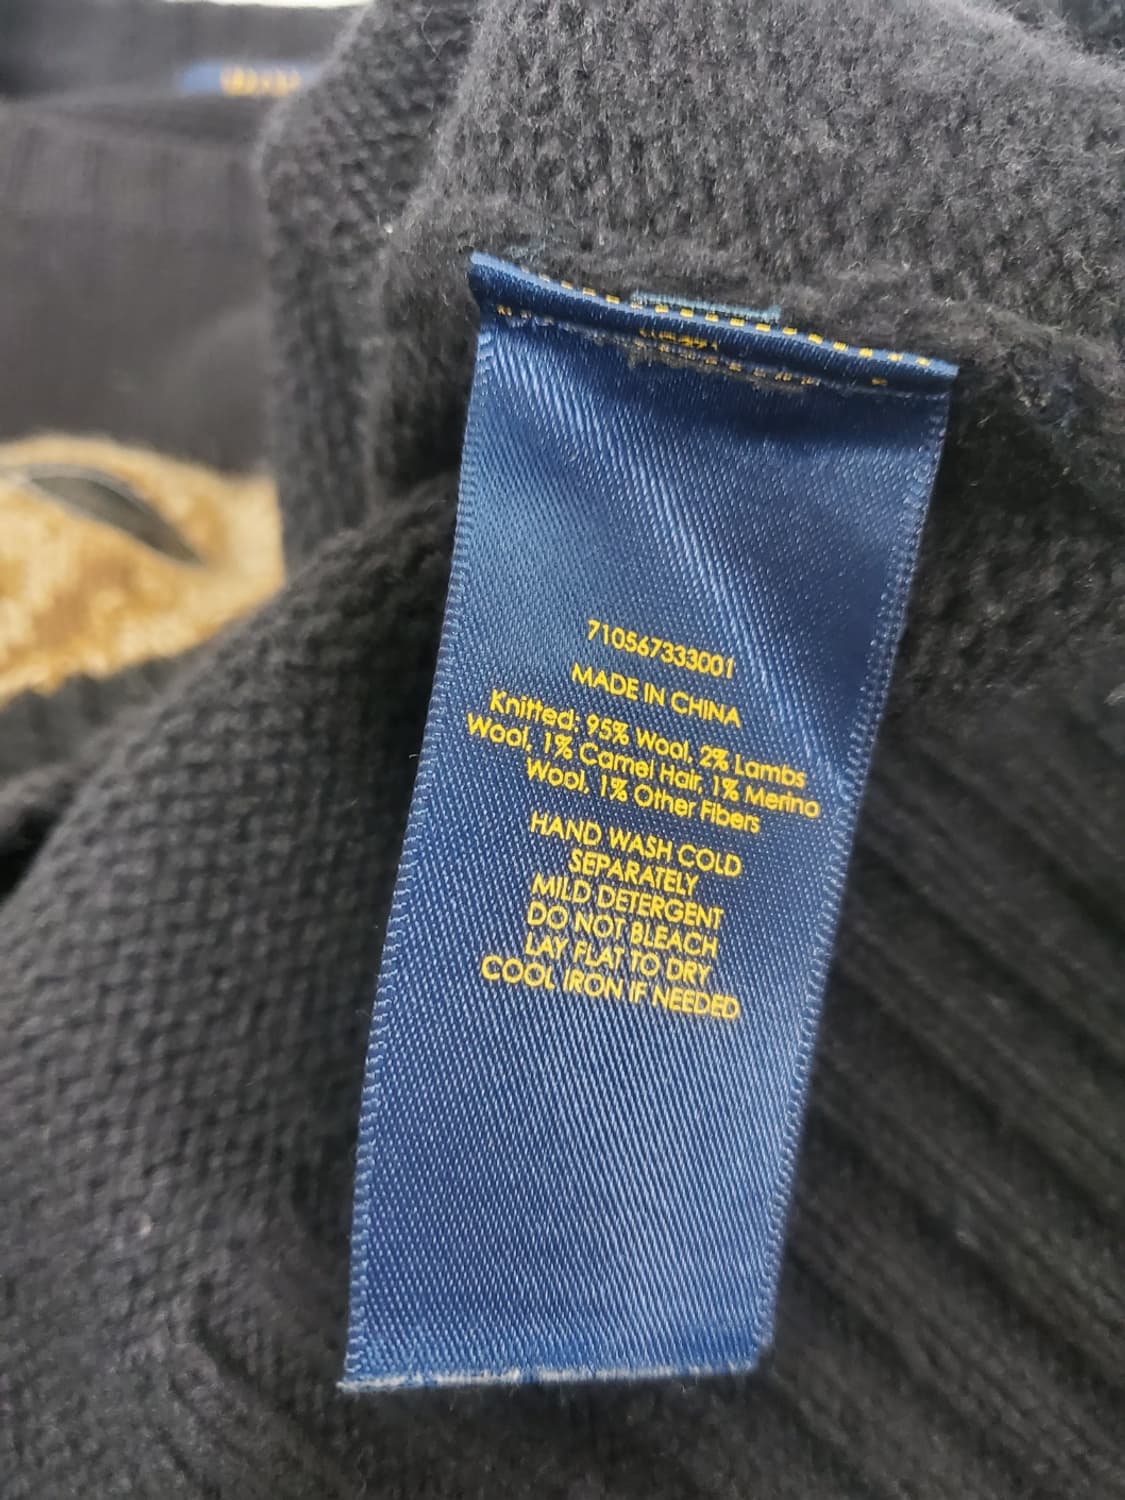 710567333001
MADE IN CHINA
Knitted: 95% Wool, 2% Lambs
Wool, 1% Camel Hair, 1% Merino
Wool, 1% Other Fibers
HAND WASH COLD
SEPARATELY
MILD DETERGENT
DO NOT BLEACH
LAY FLAT TO DRY
COOL IRON IF NEEDED